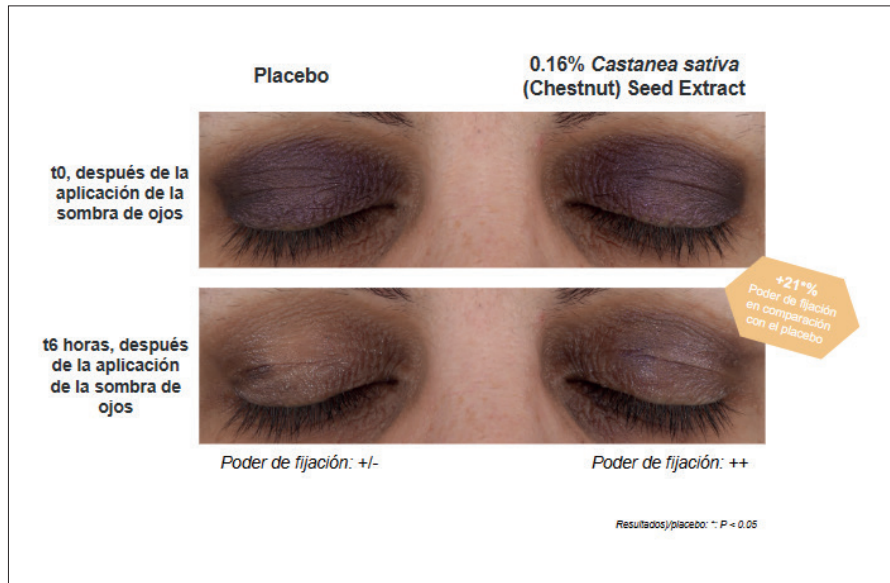 Placebo
0.16% Castanea sativa
(Chestnut) Seed Extract
t0, después de la
aplicación de la
sombra de ojos
+21*%
Poder de fijación
en comparación
con el placebo
t6 horas, después
de la aplicación
de la sombra de
ojos
Poder de fijación: +/-
Poder de fijación: ++
Resultados)/placebo: *: P < 0.05